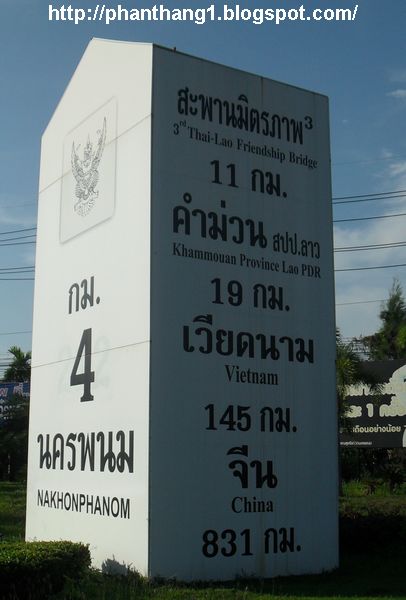 http://phanthang1.blogspot.com/
กม.
4
นครพนม
NAKHONPHANOM
สะพานมิตรภาพ3
3rd Thai-Lao Friendship Bridge
11 กม.
คำม่วน สปป.ลาว
Khammouan Province Lao PDR
19 กม.
เวียดนาม
Vietnam
145 กม.
จีน
China
831 กม.